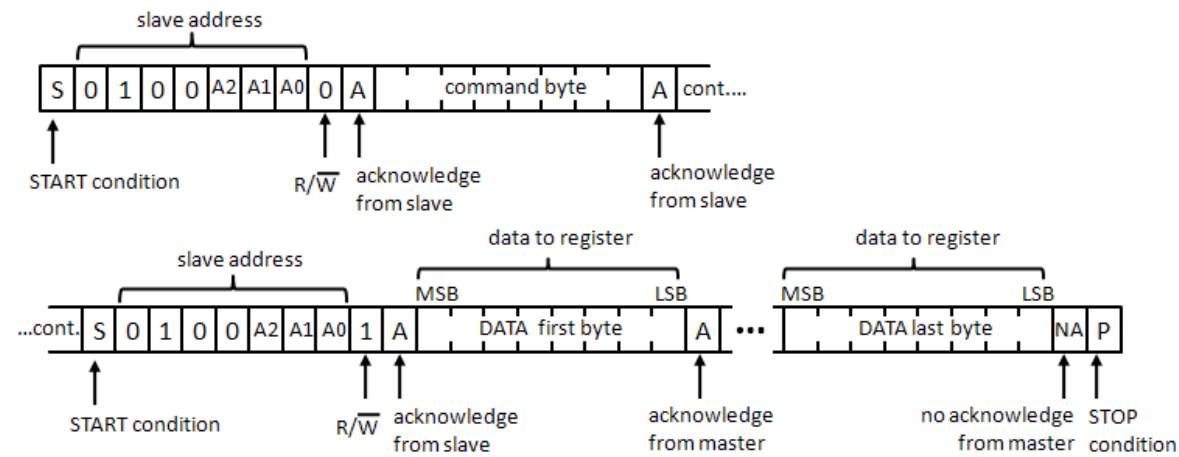 slave address
S 0 1 0 0 A2 A1 A0 0 A command byte A cont....
START condition
R/W̅
acknowledge
from slave
acknowledge
from slave
data to register
data to register
slave address
MSB LSB MSB LSB
...cont. S 0 1 0 0 A2 A1 A0 1 A DATA first byte A ••• DATA last byte NA P
START condition
R/W̅
acknowledge
from slave
acknowledge
from master
no acknowledge
from master
STOP
condition